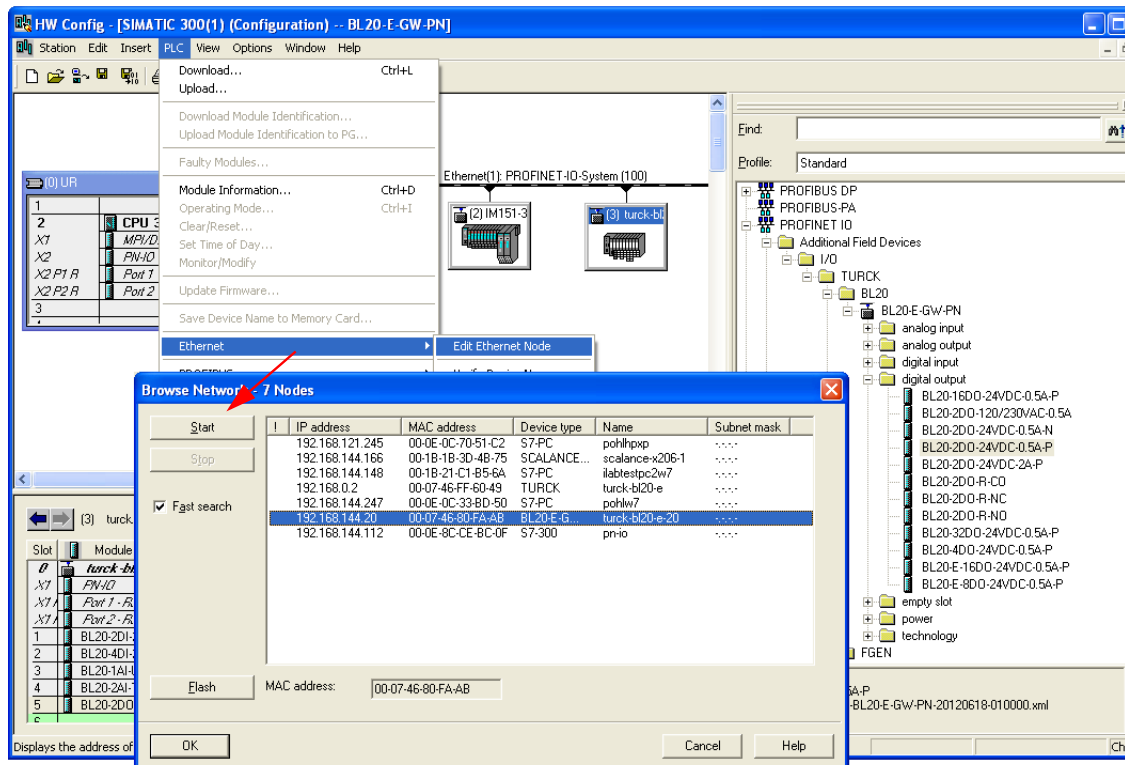 HW Config - [SIMATIC 300(1) (Configuration) -- BL20-E-GW-PN]
Station Edit Insert PLC View Options Window Help
Download... Ctrl+L
Upload...
Download Module Identification...
Upload Module Identification to PG...
Faulty Modules...
Module Information... Ctrl+D
Operating Mode... Ctrl+I
Clear/Reset...
Set Time of Day...
Monitor/Modify
Update Firmware...
Save Device Name to Memory Card...
Ethernet
Edit Ethernet Node
(0) UR
1
2 CPU 3
X1 MPI/D
X2 PN-IO
X2 P1 R Port 1
X2 P2 R Port 2
3
Ethernet(1): PROFINET-IO-System (100)
(2) IM151-3
(3) turck-bl
Find:
Profile: Standard
PROFIBUS DP
PROFIBUS-PA
PROFINET IO
Additional Field Devices
I/O
TURCK
BL20
BL20-E-GW-PN
analog input
analog output
digital input
digital output
BL20-16DO-24VDC-0.5A-P
BL20-2DO-120/230VAC-0.5A
BL20-2DO-24VDC-0.5A-N
BL20-2DO-24VDC-0.5A-P
BL20-2DO-24VDC-2A-P
BL20-2DO-R-CO
BL20-2DO-R-NC
BL20-2DO-R-NO
BL20-32DO-24VDC-0.5A-P
BL20-4DO-24VDC-0.5A-P
BL20-E-16DO-24VDC-0.5A-P
BL20-E-8DO-24VDC-0.5A-P
empty slot
power
technology
FGEN
5A-P
-BL20-E-GW-PN-20120618-010000.xml
Browse Network - 7 Nodes
Start
Stop
Fast search
! IP address MAC address Device type Name Subnet mask
192.168.121.245 00-0E-0C-70-51-C2 S7-PC pohlhpxp -.-.-.-
192.168.144.166 00-1B-1B-3D-4B-75 SCALANCE... scalance-x206-1 -.-.-.-
192.168.144.148 00-1B-21-C1-B5-6A S7-PC ilabtestpc2w7 -.-.-.-
192.168.0.2 00-07-46-FF-60-49 TURCK turck-bl20-e -.-.-.-
192.168.144.247 00-0E-0C-33-BD-50 S7-PC pohlw7 -.-.-.-
192.168.144.20 00-07-46-80-FA-AB BL20-E-G... turck-bl20-e-20 -.-.-.-
192.168.144.112 00-0E-8C-CE-BC-0F S7-300 pn-io -.-.-.-
Flash MAC address: 00-07-46-80-FA-AB
OK Cancel Help
(3) turck
Slot Module
0 turck-bl
X1 PN-IO
X1 Port 1 - R
X1 Port 2 - R
1 BL20-2DI-
2 BL20-4DI-
3 BL20-1AI-
4 BL20-2AI-
5 BL20-2DO
Displays the address of
Ch